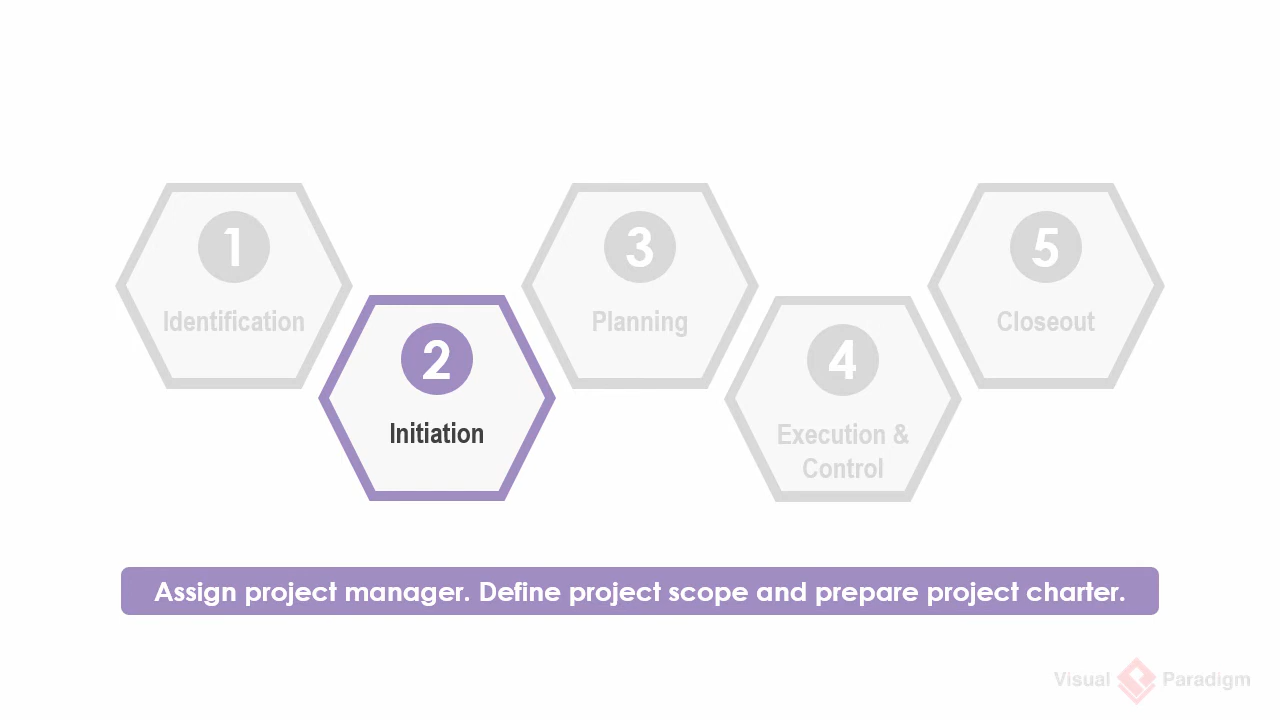 1
Identification
2
Initiation
3
Planning
4
Execution &
Control
5
Closeout
Assign project manager. Define project scope and prepare project charter.
Visual Paradigm